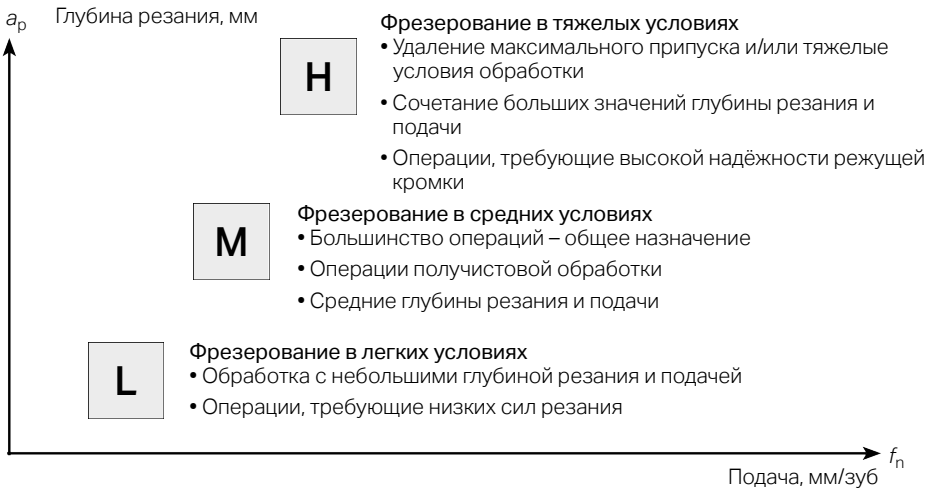 aₚ Глубина резания, мм
H
Фрезерование в тяжелых условиях
• Удаление максимального припуска и/или тяжелые
условия обработки
• Сочетание больших значений глубины резания и
подачи
• Операции, требующие высокой надёжности режущей
кромки
M
Фрезерование в средних условиях
• Большинство операций – общее назначение
• Операции получистовой обработки
• Средние глубины резания и подачи
L
Фрезерование в легких условиях
• Обработка с небольшими глубиной резания и подачей
• Операции, требующие низких сил резания
fₙ
Подача, мм/зуб